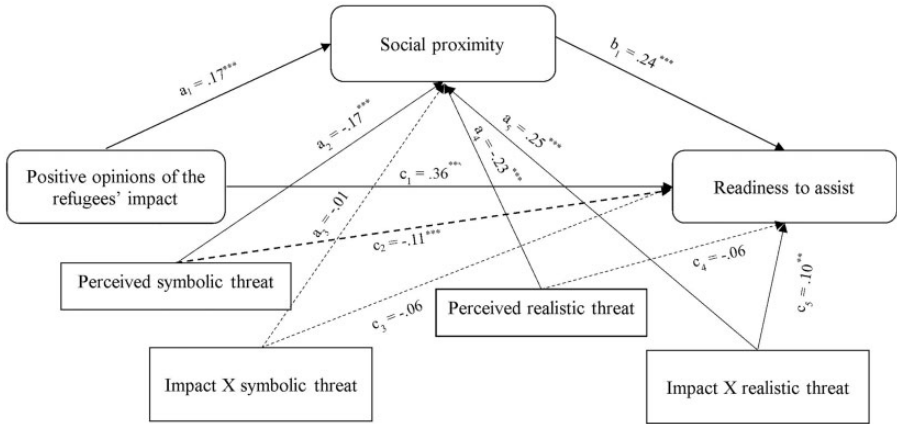 Social proximity
a₁ = .17***
b₁ = .24 ***
a₂ = -.17***
a₃ = -.01
a₄ = -.23***
a₅ = .25***
Positive opinions of the
refugees' impact
c₁ = .36***
Readiness to assist
c₂ = -.11***
Perceived symbolic threat
c₃ = -.06
Perceived realistic threat
c₄ = -.06
c₅ = .10**
Impact X symbolic threat
Impact X realistic threat